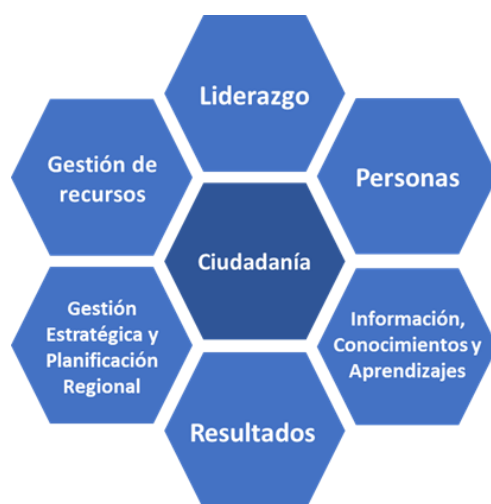 Liderazgo
Gestión de
recursos
Personas
Ciudadanía
Gestión
Estratégica y
Planificación
Regional
Información,
Conocimientos y
Aprendizajes
Resultados